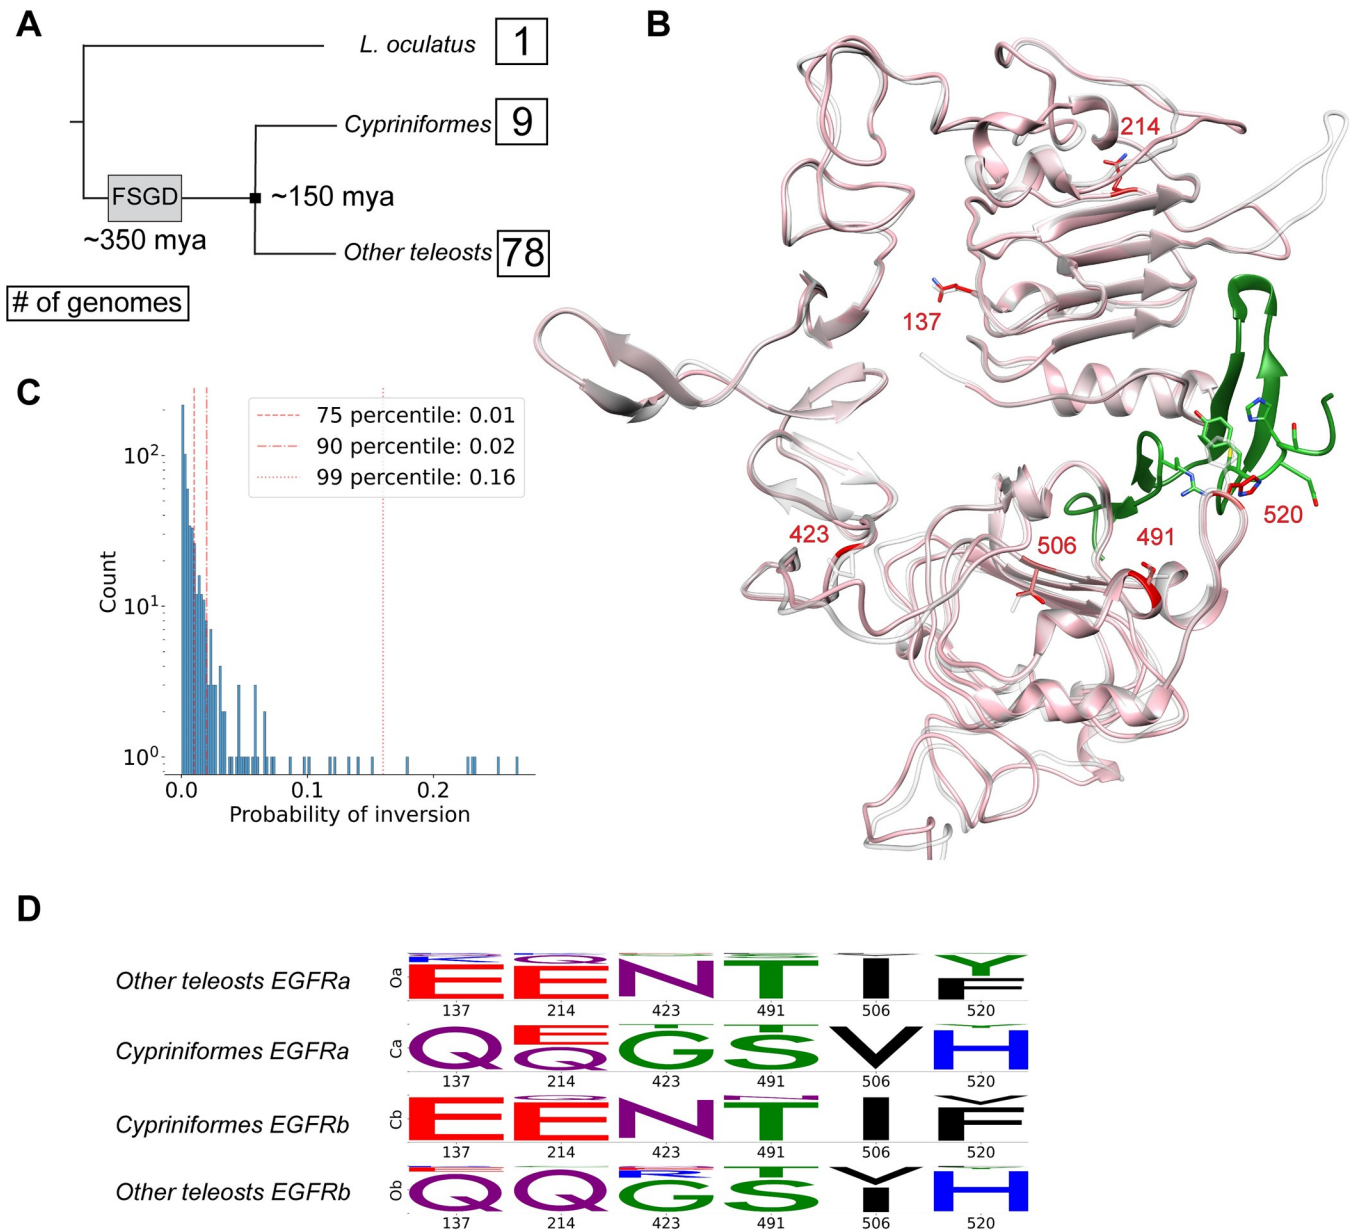 A
L. oculatus
1
Cypriniformes
9
FSGD
~150 mya
~350 mya
Other teleosts
78
# of genomes
B
214
137
423
506
491
520
C
75 percentile: 0.01
90 percentile: 0.02
99 percentile: 0.16
10²
10¹
10⁰
Count
0.0
0.1
0.2
Probability of inversion
D
Other teleosts EGFRa
Oa
E E N T I Y F
137 214 423 491 506 520
Cypriniformes EGFRa
Ca
Q E Q G S V H
137 214 423 491 506 520
Cypriniformes EGFRb
Cb
E E N T I F
137 214 423 491 506 520
Other teleosts EGFRb
Ob
Q Q G S I H
137 214 423 491 506 520